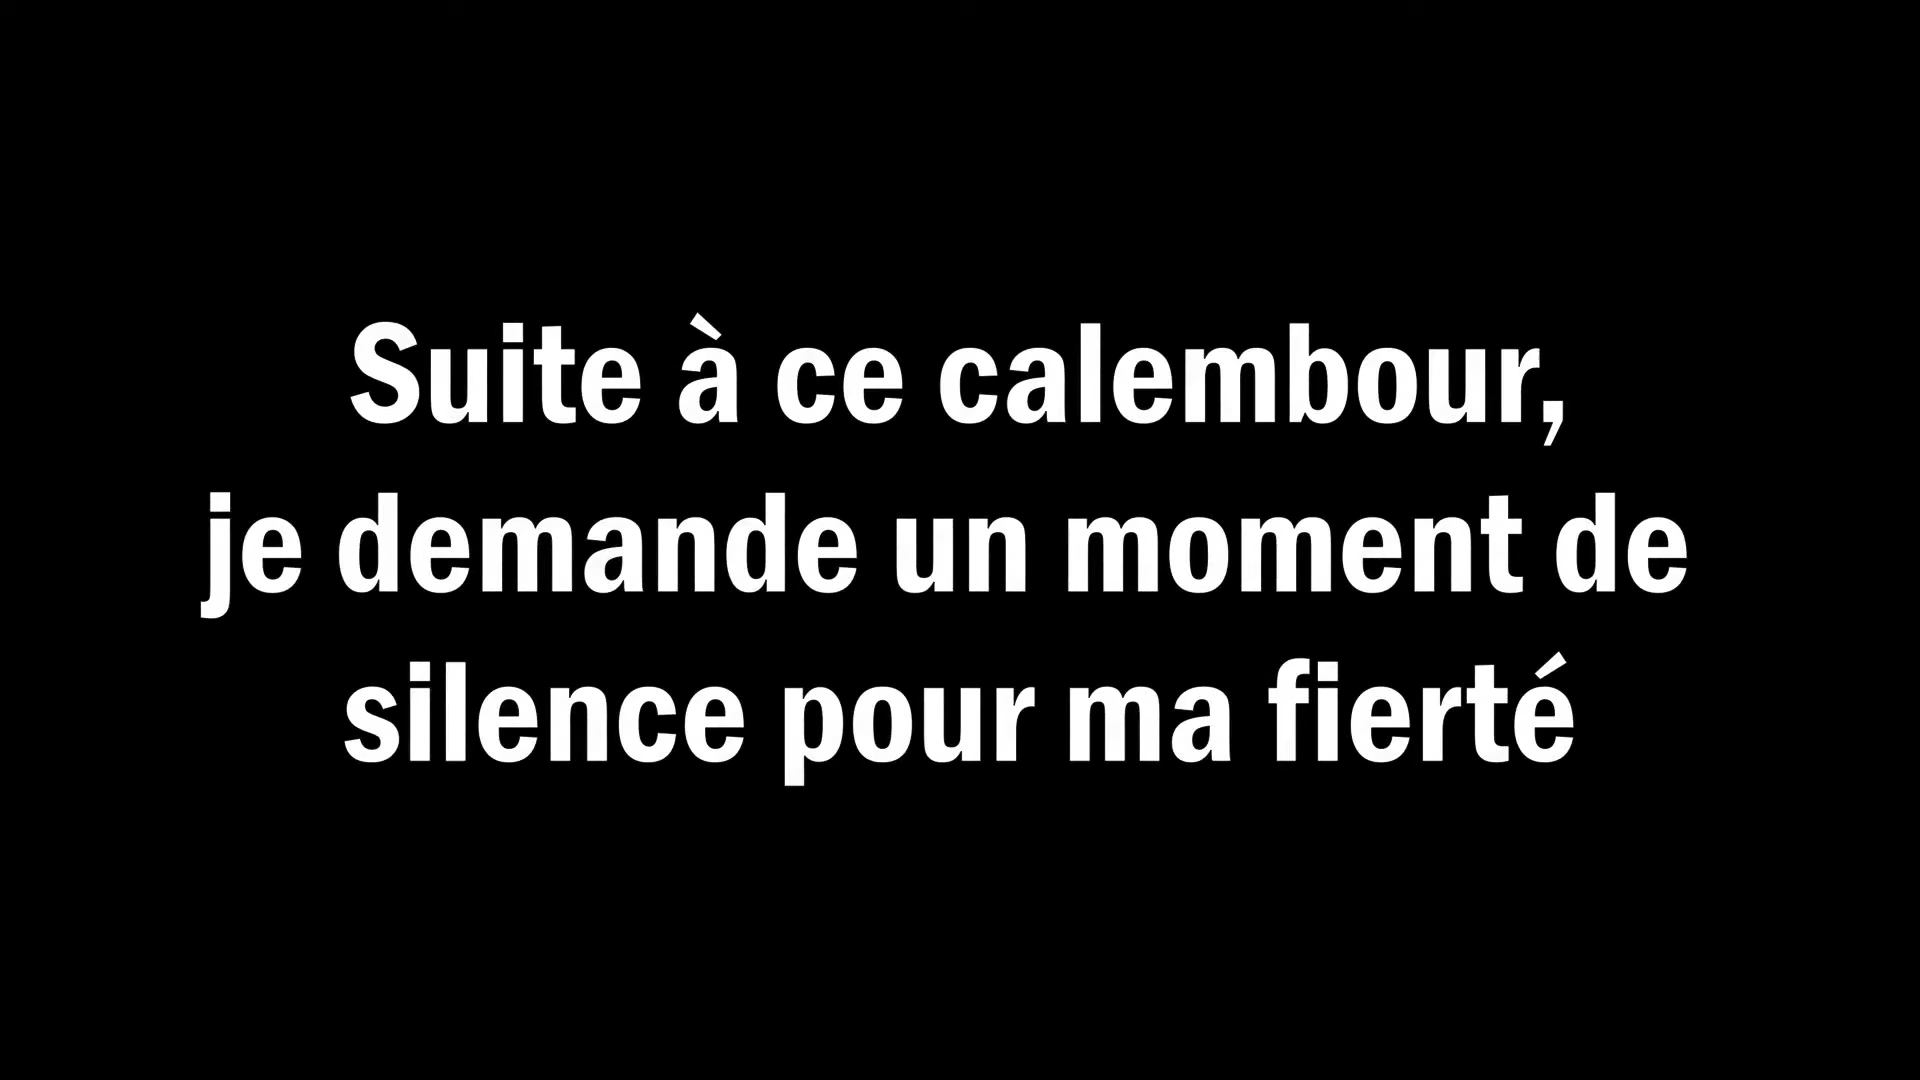 Suite à ce calembour,
je demande un moment de
silence pour ma fierté